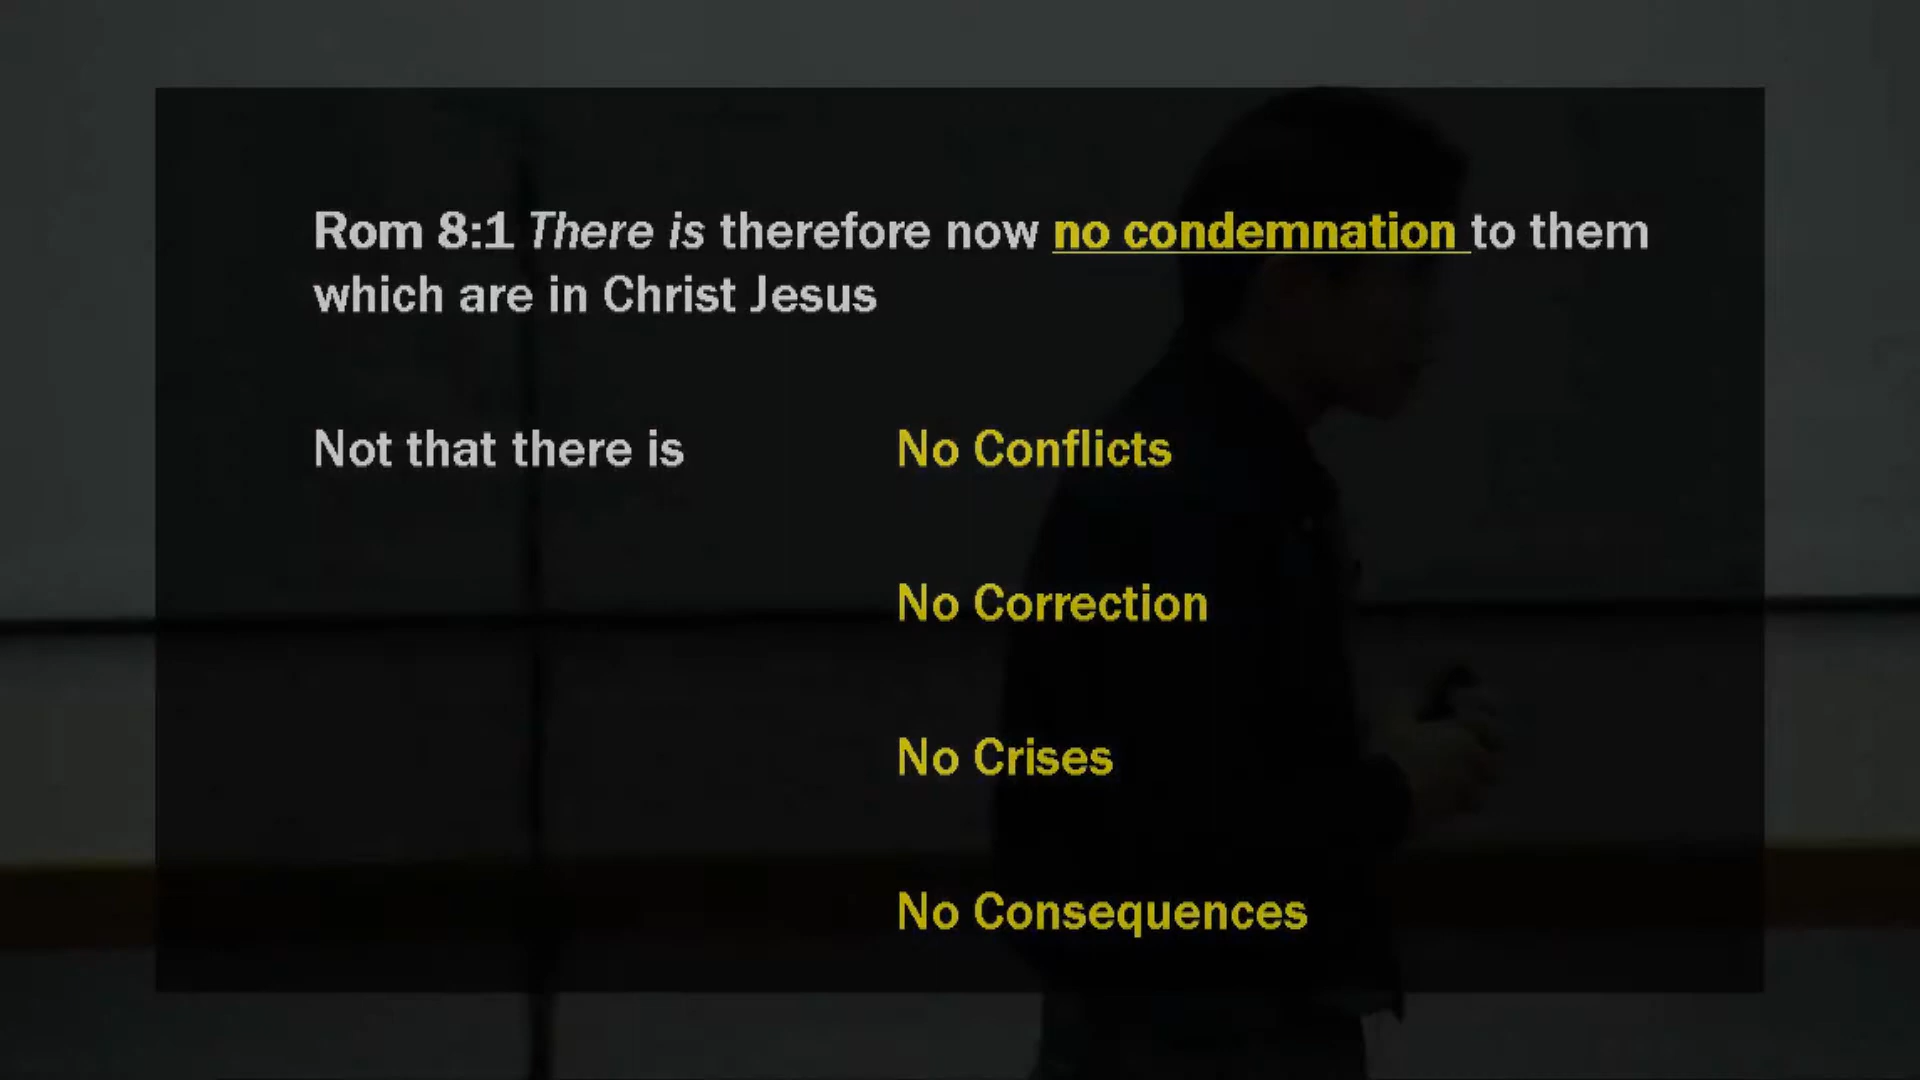 Rom 8:1 There is therefore now no condemnation to them
which are in Christ Jesus
Not that there is No Conflicts
No Correction
No Crises
No Consequences